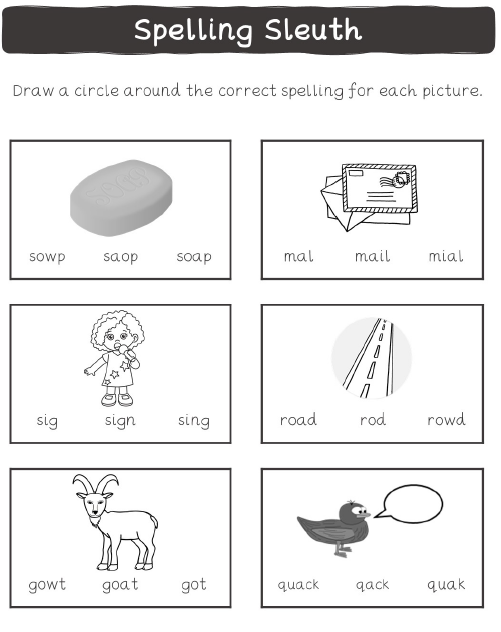 Spelling Sleuth
Draw a circle around the correct spelling for each picture.
sowp saop soap
mal mail mial
sig sign sing
road rod rowd
gowt goat got
quack qack quak